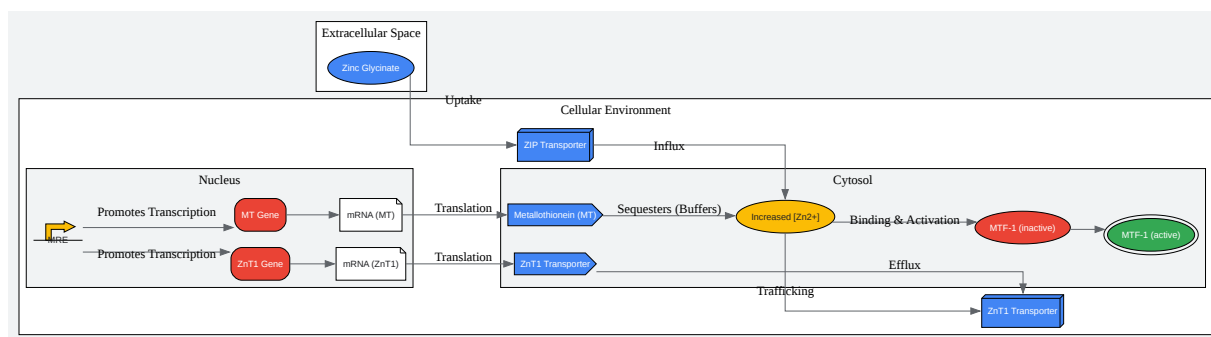 Extracellular Space
Zinc Glycinate
Uptake
Cellular Environment
ZIP Transporter
Influx
Nucleus
Cytosol
Promotes Transcription
MT Gene
mRNA (MT)
Translation
Metallothionein (MT)
Sequesters (Buffers)
Increased [Zn2+]
Binding & Activation
MTF-1 (inactive)
MTF-1 (active)
MRE
Promotes Transcription
ZnT1 Gene
mRNA (ZnT1)
Translation
ZnT1 Transporter
Efflux
Trafficking
ZnT1 Transporter